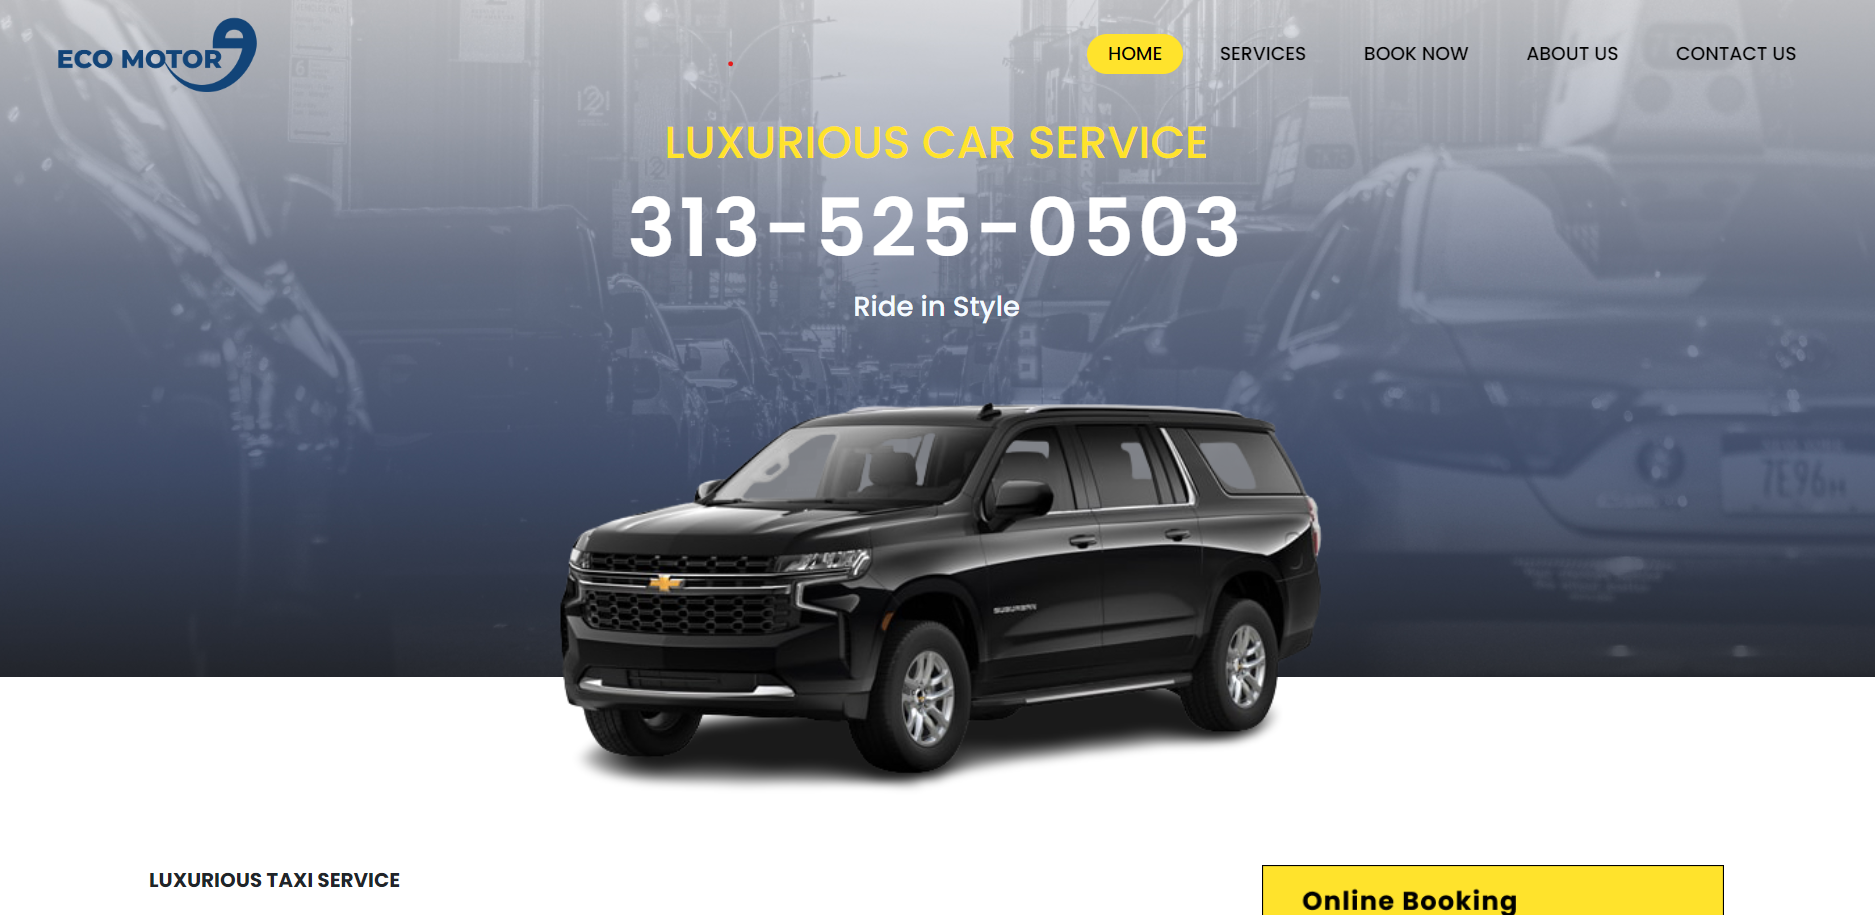 ECO MOTOR
HOME
SERVICES
BOOK NOW
ABOUT US
CONTACT US
LUXURIOUS CAR SERVICE
313-525-0503
Ride in Style
SUBURBAN
LUXURIOUS TAXI SERVICE
Online Booking